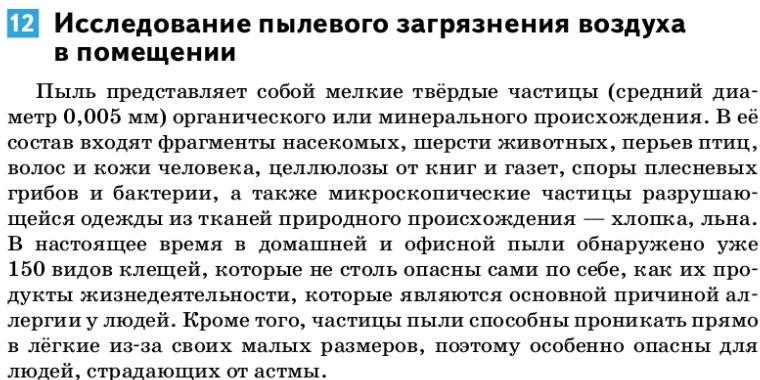 12 Исследование пылевого загрязнения воздуха
в помещении
Пыль представляет собой мелкие твёрдые частицы (средний диа-
метр 0,005 мм) органического или минерального происхождения. В её
состав входят фрагменты насекомых, шерсти животных, перьев птиц,
волос и кожи человека, целлюлозы от книг и газет, споры плесневых
грибов и бактерии, а также микроскопические частицы разрушаю-
щейся одежды из тканей природного происхождения — хлопка, льна.
В настоящее время в домашней и офисной пыли обнаружено уже
150 видов клещей, которые не столь опасны сами по себе, как их про-
дукты жизнедеятельности, которые являются основной причиной ал-
лергии у людей. Кроме того, частицы пыли способны проникать прямо
в лёгкие из-за своих малых размеров, поэтому особенно опасны для
людей, страдающих от астмы.